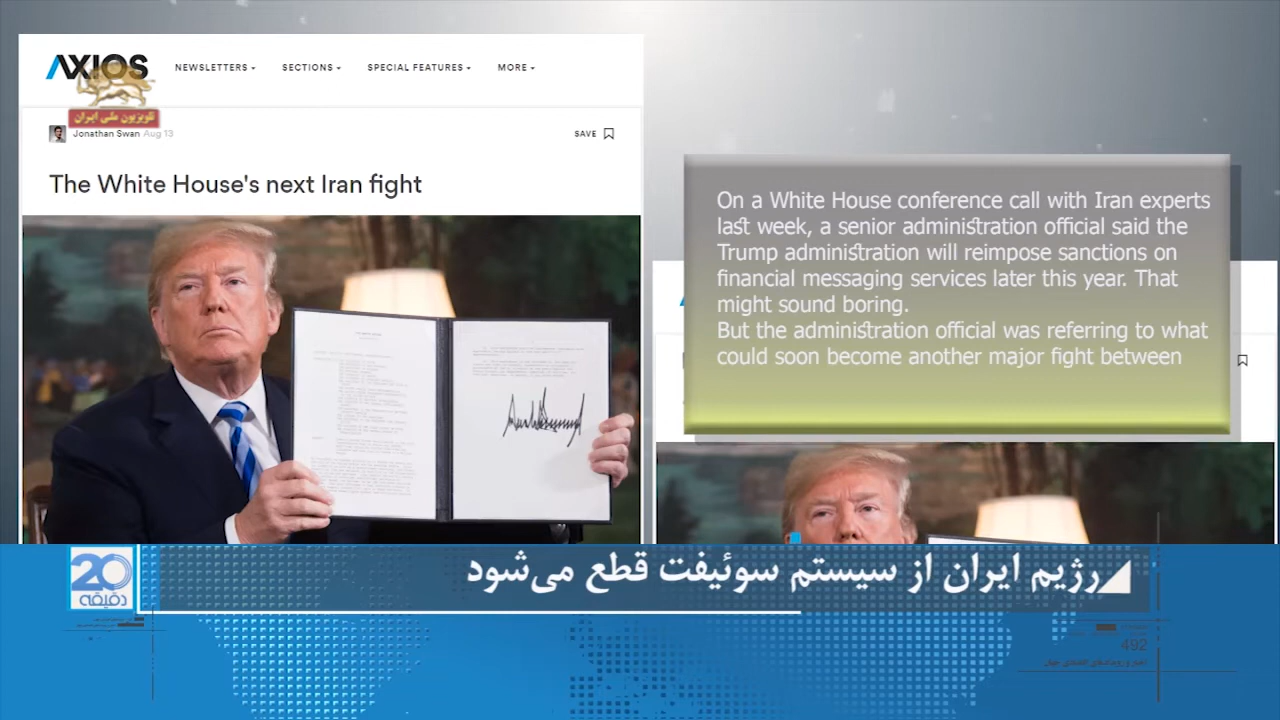 AXIOS
NEWSLETTERS
SECTIONS
SPECIAL FEATURES
MORE
تلویزیون ملی ایران
Jonathan Swan Aug 13
SAVE
The White House's next Iran fight
On a White House conference call with Iran experts
last week, a senior administration official said the
Trump administration will reimpose sanctions on
financial messaging services later this year. That
might sound boring.
But the administration official was referring to what
could soon become another major fight between
رژیم ایران از سیستم سوئیفت قطع می‌شود
20
دقیقه
492